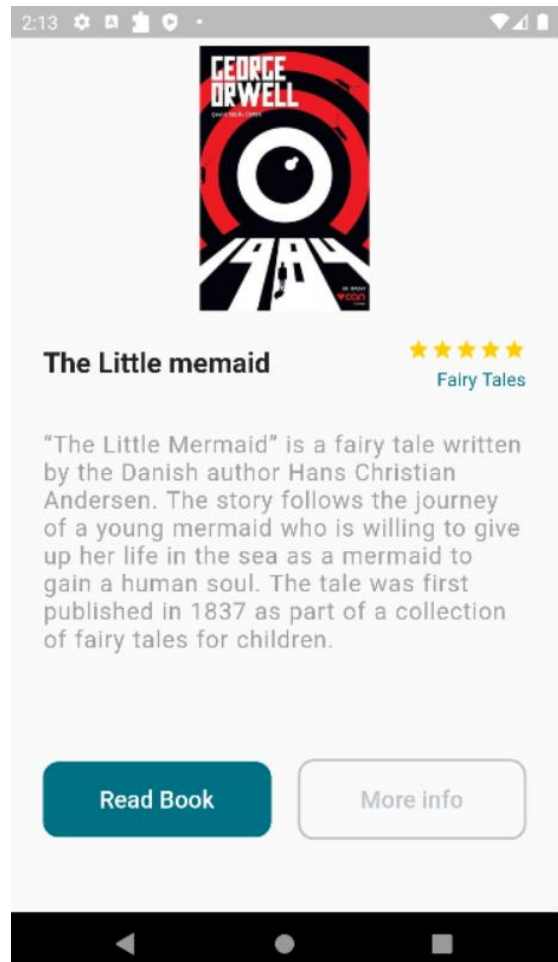 2:13
GEORGE
ORWELL
1984
can
The Little memaid
Fairy Tales
“The Little Mermaid” is a fairy tale written
by the Danish author Hans Christian
Andersen. The story follows the journey
of a young mermaid who is willing to give
up her life in the sea as a mermaid to
gain a human soul. The tale was first
published in 1837 as part of a collection
of fairy tales for children.
Read Book
More info